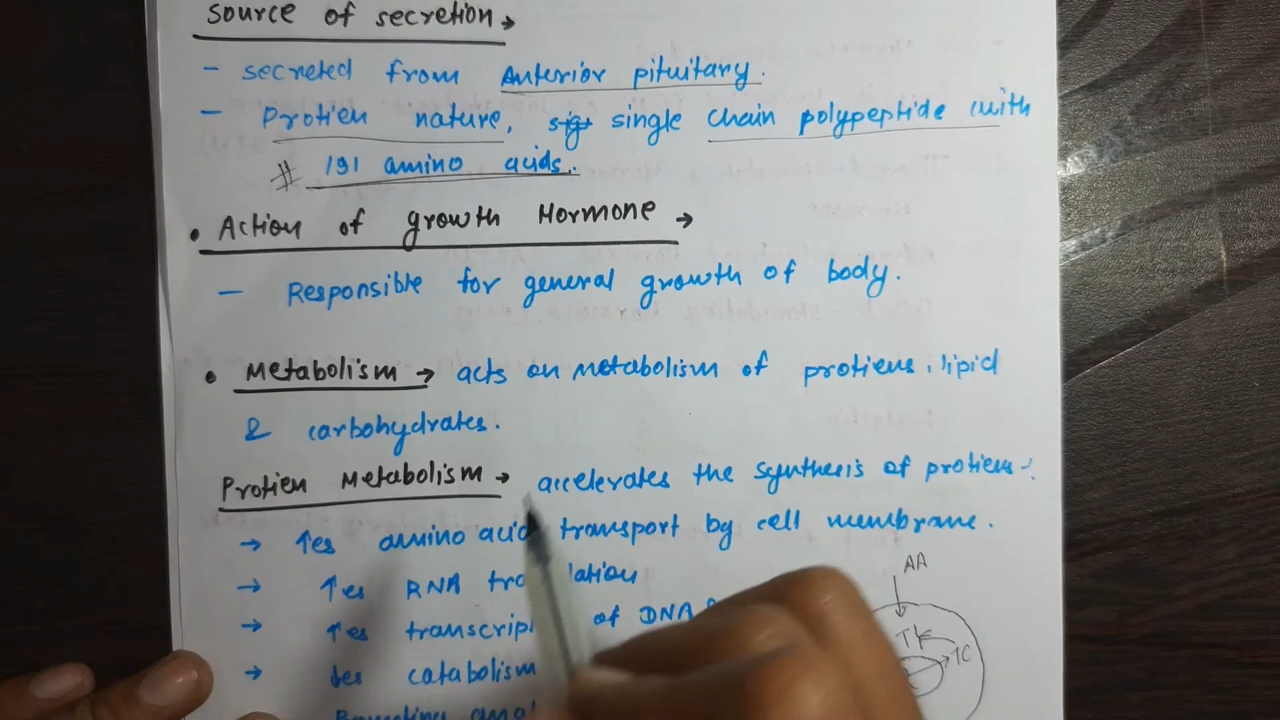 Source of secretion →
- secreted from Anterior pituitary.
- Protien nature, single chain polypeptide with
# 191 amino acids.
• Action of growth Hormone →
- Responsible for general growth of body.
• Metabolism → acts on metabolism of protiens, lipid
& carbohydrates.
Protien Metabolism → accelerates the synthesis of protiens:
→ ↑es amino acid transport by cell membrane.
→ ↑es RNA
→ ↑es of DNA
→ ↓es catabolism
AA
TC